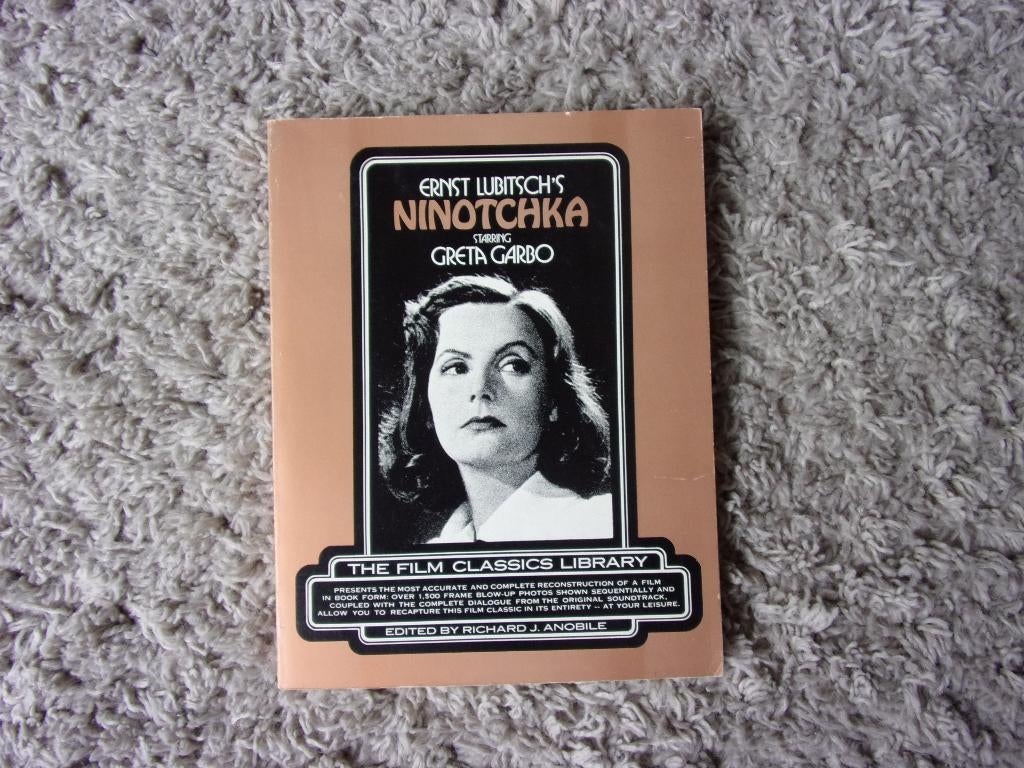 ERNST LUBITSCH'S
NINOTCHKA
STARRING
GRETA GARBO
THE FILM CLASSICS LIBRARY
PRESENTS THE MOST ACCURATE AND COMPLETE RECONSTRUCTION OF A FILM
IN BOOK FORM: OVER 1,500 FRAME BLOW-UP PHOTOS SHOWN SEQUENTIALLY AND
COUPLED WITH THE COMPLETE DIALOGUE FROM THE ORIGINAL SOUNDTRACK,
ALLOW YOU TO RECAPTURE THIS FILM CLASSIC IN ITS ENTIRETY -- AT YOUR LEISURE.
EDITED BY RICHARD J. ANOBILE